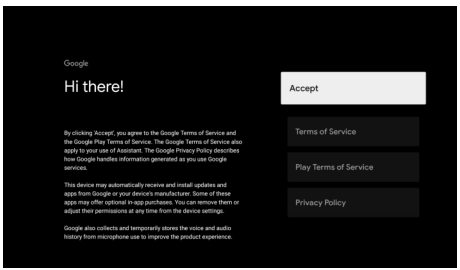 Google
Hi there!
Accept
By clicking 'Accept', you agree to the Google Terms of Service and
the Google Play Terms of Service. The Google Terms of Service also
apply to your use of Assistant. The Google Privacy Policy describes
how Google handles information generated as you use Google
services.
This device may automatically receive and install updates and
apps from Google or your device's manufacturer. Some of these
apps may offer optional in-app purchases. You can remove them or
adjust their permissions at any time from the device settings.
Google also collects and temporarily stores the voice and audio
history from microphone use to improve the product experience.
Terms of Service
Play Terms of Service
Privacy Policy